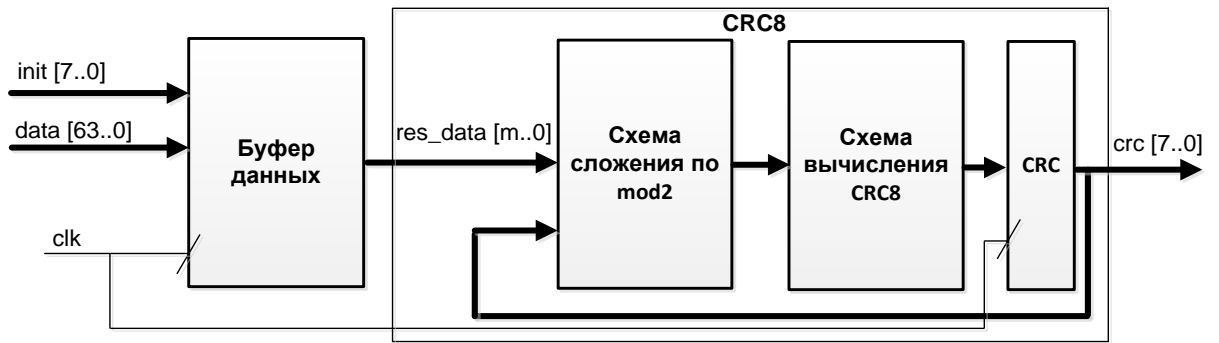 CRC8
init [7..0]
data [63..0]
Буфер
данных
res_data [m..0]
Схема
сложения по
mod2
Схема
вычисления
CRC8
CRC
crc [7..0]
clk